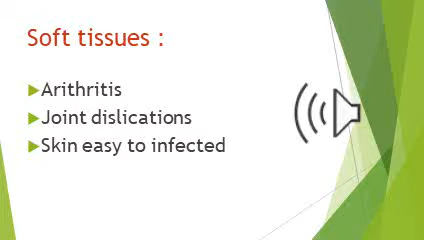 Soft tissues :
Arithritis
Joint dislications
Skin easy to infected